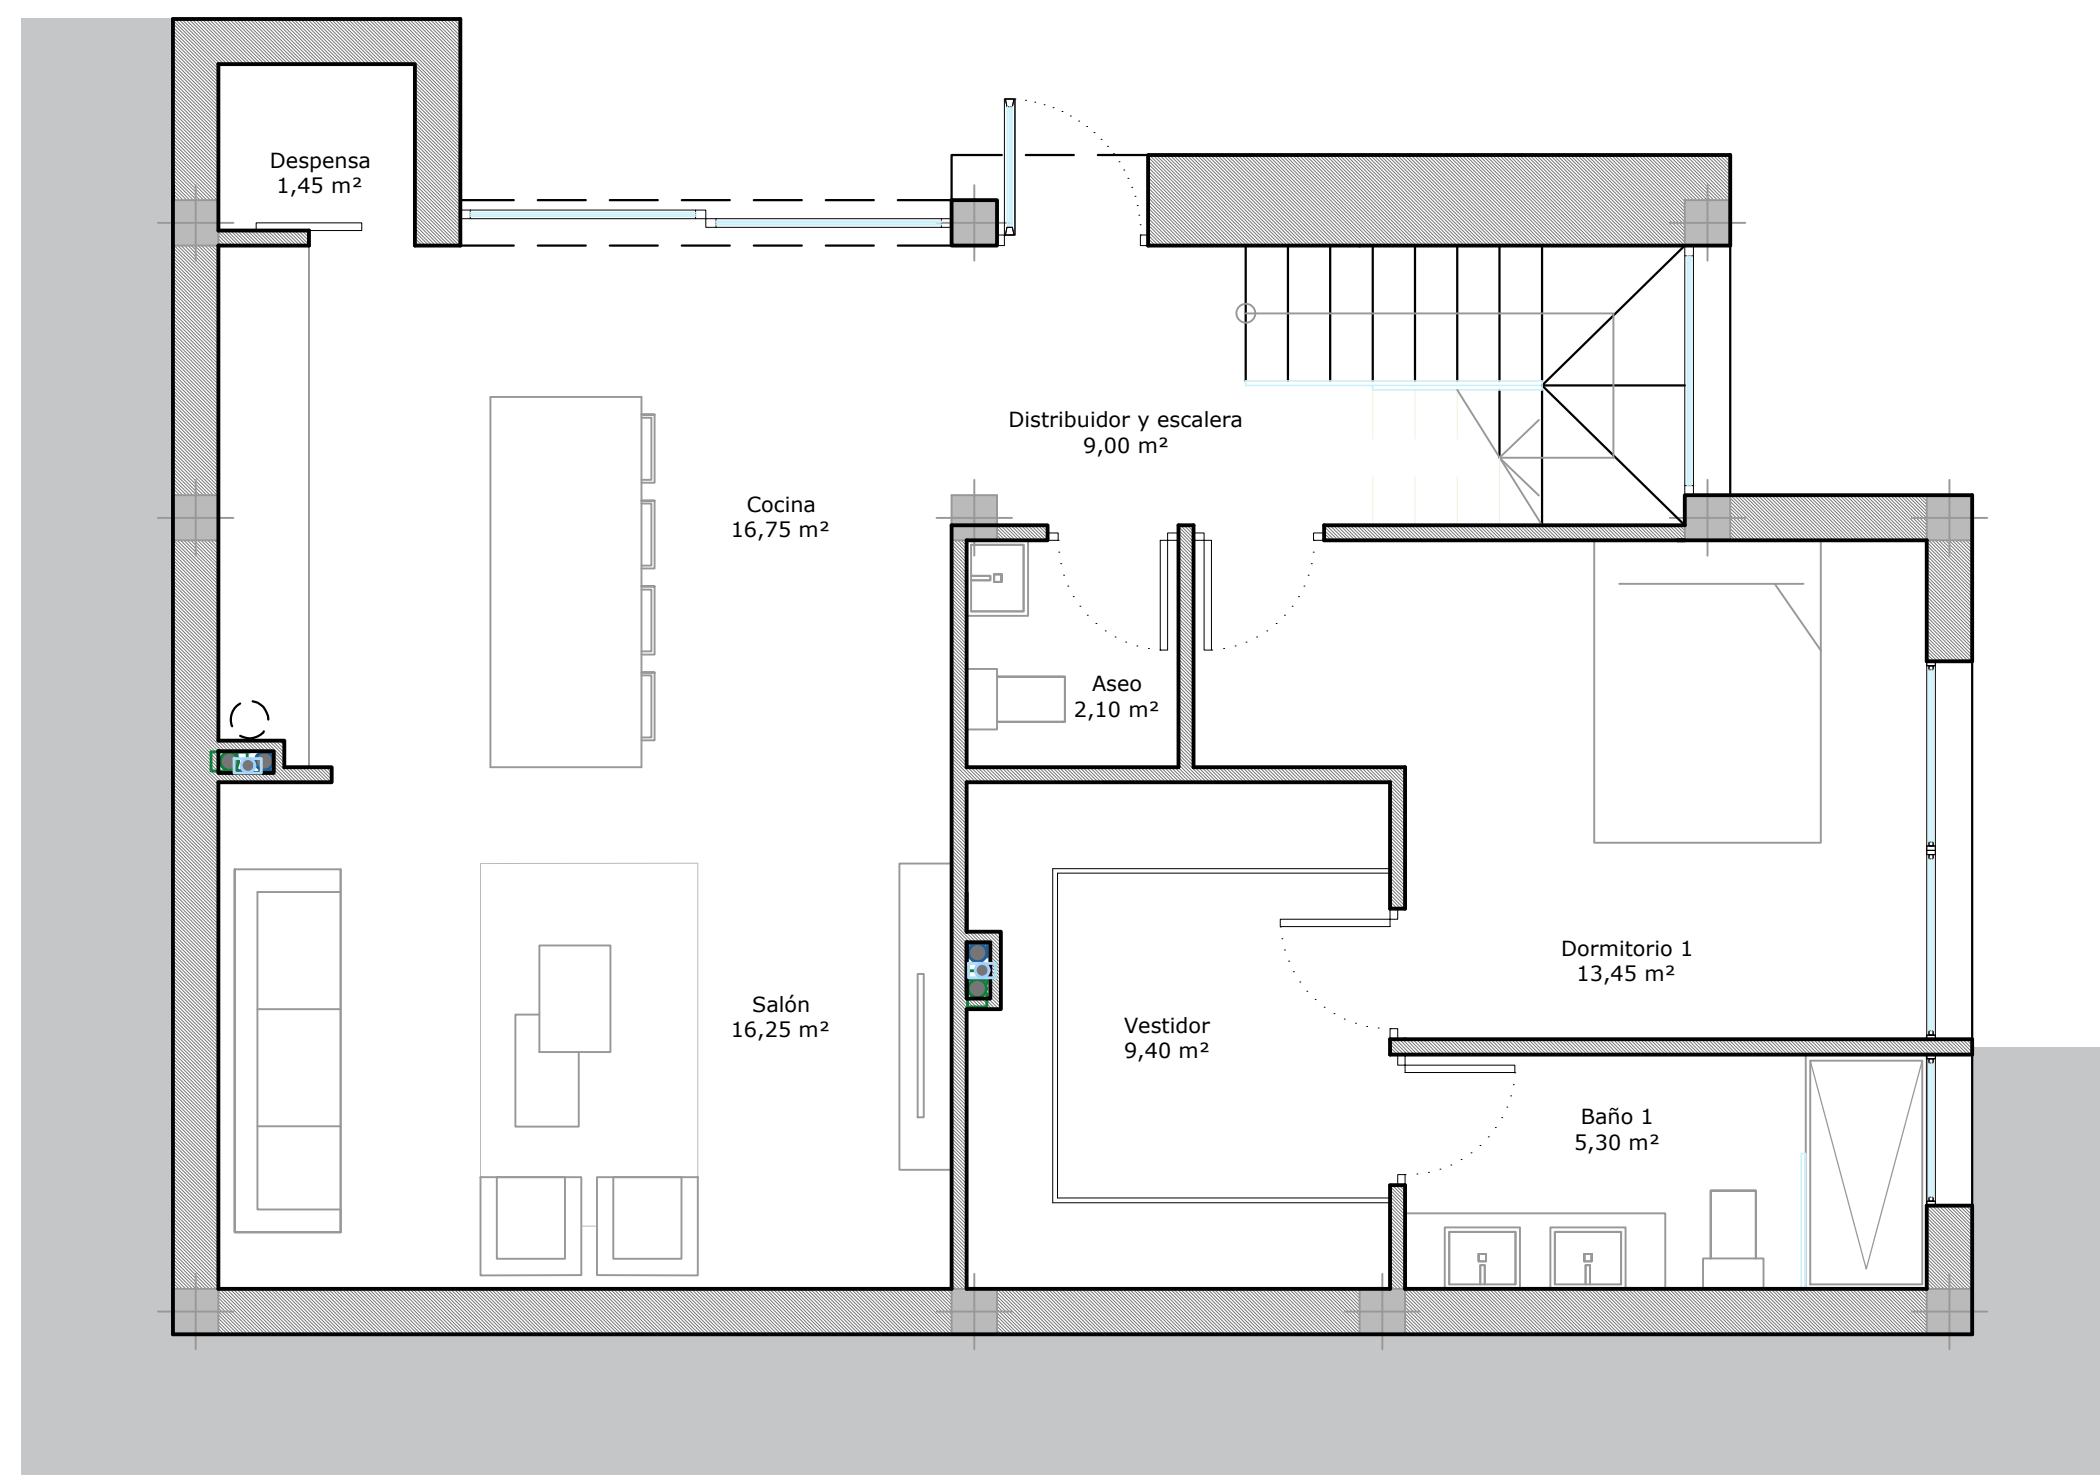 Despensa
1,45 m²
Distribuidor y escalera
9,00 m²
Cocina
16,75 m²
Aseo
2,10 m²
Dormitorio 1
13,45 m²
Salón
16,25 m²
Vestidor
9,40 m²
Baño 1
5,30 m²